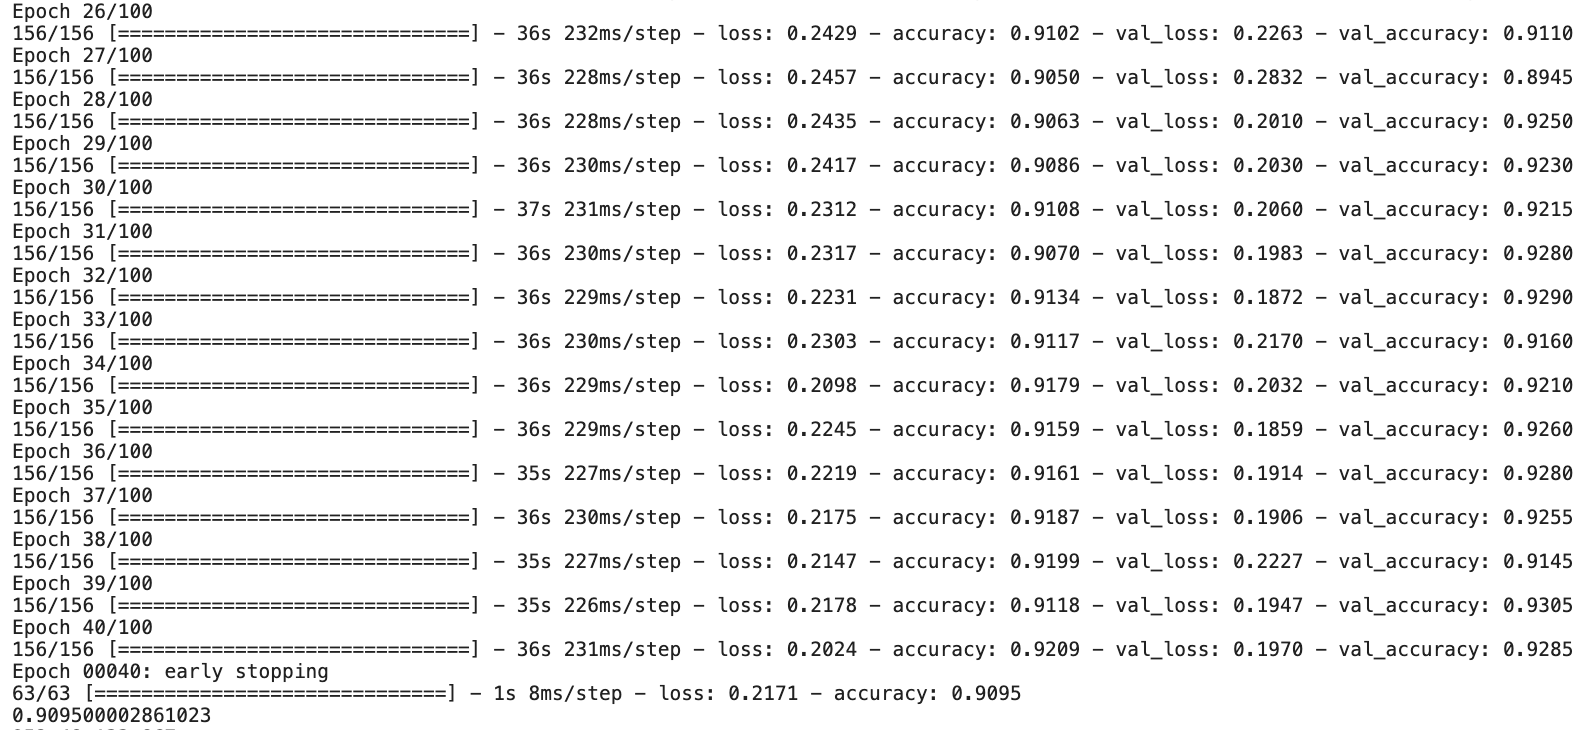 Epoch 26/100
156/156 [==============================] - 36s 232ms/step - loss: 0.2429 - accuracy: 0.9102 - val_loss: 0.2263 - val_accuracy: 0.9110
Epoch 27/100
156/156 [==============================] - 36s 228ms/step - loss: 0.2457 - accuracy: 0.9050 - val_loss: 0.2832 - val_accuracy: 0.8945
Epoch 28/100
156/156 [==============================] - 36s 228ms/step - loss: 0.2435 - accuracy: 0.9063 - val_loss: 0.2010 - val_accuracy: 0.9250
Epoch 29/100
156/156 [==============================] - 36s 230ms/step - loss: 0.2417 - accuracy: 0.9086 - val_loss: 0.2030 - val_accuracy: 0.9230
Epoch 30/100
156/156 [==============================] - 37s 231ms/step - loss: 0.2312 - accuracy: 0.9108 - val_loss: 0.2060 - val_accuracy: 0.9215
Epoch 31/100
156/156 [==============================] - 36s 230ms/step - loss: 0.2317 - accuracy: 0.9070 - val_loss: 0.1983 - val_accuracy: 0.9280
Epoch 32/100
156/156 [==============================] - 36s 229ms/step - loss: 0.2231 - accuracy: 0.9134 - val_loss: 0.1872 - val_accuracy: 0.9290
Epoch 33/100
156/156 [==============================] - 36s 230ms/step - loss: 0.2303 - accuracy: 0.9117 - val_loss: 0.2170 - val_accuracy: 0.9160
Epoch 34/100
156/156 [==============================] - 36s 229ms/step - loss: 0.2098 - accuracy: 0.9179 - val_loss: 0.2032 - val_accuracy: 0.9210
Epoch 35/100
156/156 [==============================] - 36s 229ms/step - loss: 0.2245 - accuracy: 0.9159 - val_loss: 0.1859 - val_accuracy: 0.9260
Epoch 36/100
156/156 [==============================] - 35s 227ms/step - loss: 0.2219 - accuracy: 0.9161 - val_loss: 0.1914 - val_accuracy: 0.9280
Epoch 37/100
156/156 [==============================] - 36s 230ms/step - loss: 0.2175 - accuracy: 0.9187 - val_loss: 0.1906 - val_accuracy: 0.9255
Epoch 38/100
156/156 [==============================] - 35s 227ms/step - loss: 0.2147 - accuracy: 0.9199 - val_loss: 0.2227 - val_accuracy: 0.9145
Epoch 39/100
156/156 [==============================] - 35s 226ms/step - loss: 0.2178 - accuracy: 0.9118 - val_loss: 0.1947 - val_accuracy: 0.9305
Epoch 40/100
156/156 [==============================] - 36s 231ms/step - loss: 0.2024 - accuracy: 0.9209 - val_loss: 0.1970 - val_accuracy: 0.9285
Epoch 00040: early stopping
63/63 [==============================] - 1s 8ms/step - loss: 0.2171 - accuracy: 0.9095
0.909500002861023